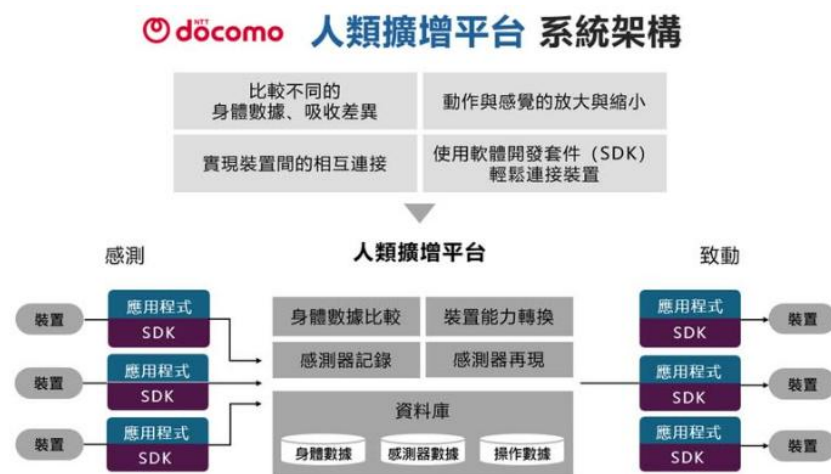 NTT
docomo 人類擴增平台 系統架構
比較不同的
身體數據、吸收差異
動作與感覺的放大與縮小
實現裝置間的相互連接
使用軟體開發套件（SDK）
輕鬆連接裝置
感測
人類擴增平台
致動
裝置
應用程式
SDK
裝置
應用程式
SDK
裝置
應用程式
SDK
身體數據比較
裝置能力轉換
感測器記錄
感測器再現
資料庫
身體數據
感測器數據
操作數據
應用程式
SDK
裝置
應用程式
SDK
裝置
應用程式
SDK
裝置